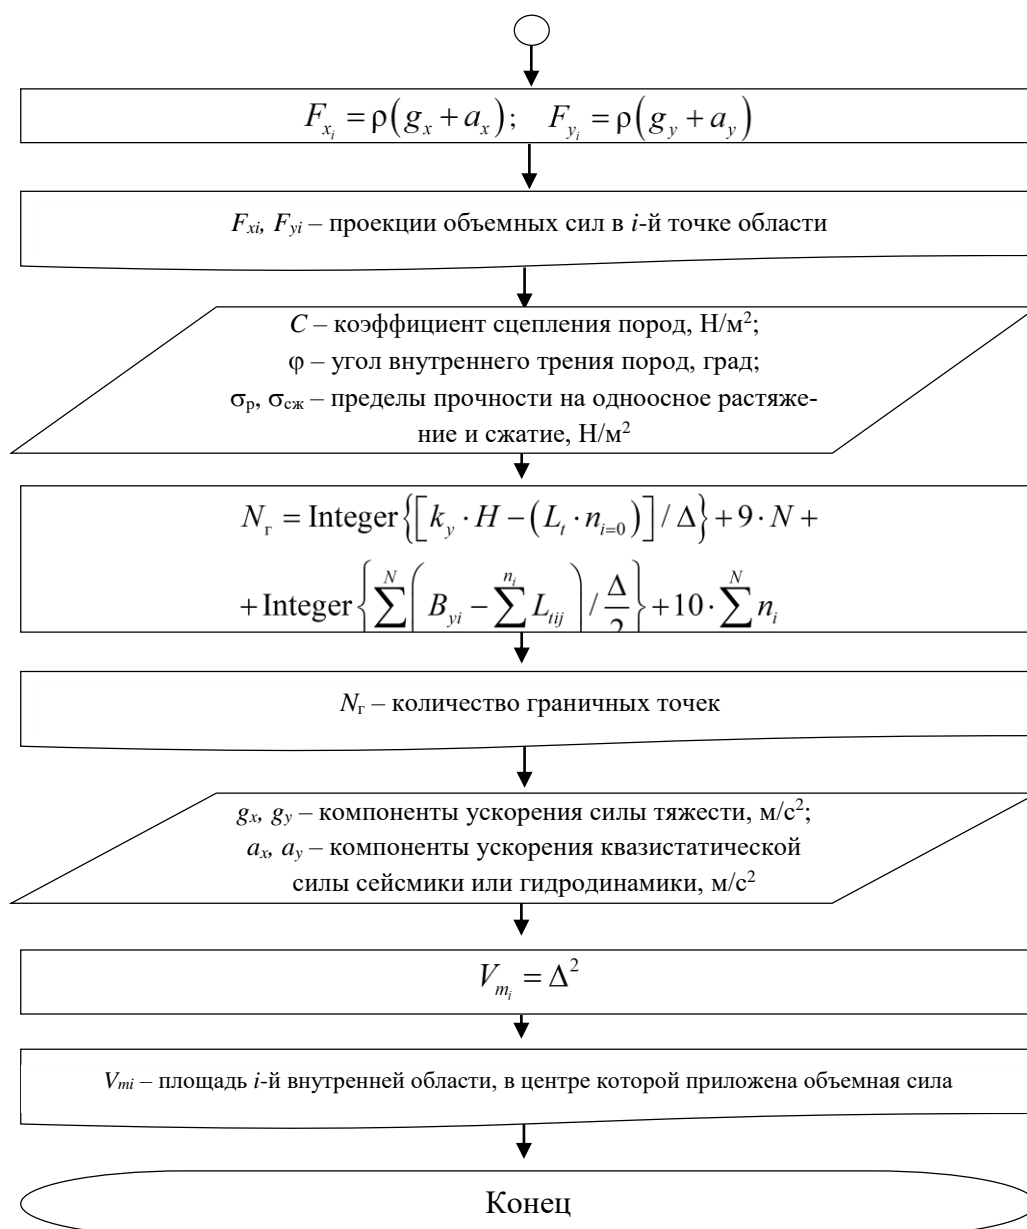 F_{x_i} = ρ(g_x + a_x);  F_{y_i} = ρ(g_y + a_y)
F_{xi}, F_{yi} – проекции объемных сил в i-й точке области
C – коэффициент сцепления пород, Н/м²;
φ – угол внутреннего трения пород, град;
σ_р, σ_сж – пределы прочности на одноосное растяже-
ние и сжатие, Н/м²
N_г = Integer{[k_y · H – (L_t · n_{i=0})] / Δ} + 9 · N +
+ Integer{∑^N (B_{yi} – ∑^{n_i} L_{tij}) / Δ/2} + 10 · ∑^N n_i
N_г – количество граничных точек
g_x, g_y – компоненты ускорения силы тяжести, м/с²;
a_x, a_y – компоненты ускорения квазистатической
силы сейсмики или гидродинамики, м/с²
V_{m_i} = Δ²
V_{mi} – площадь i-й внутренней области, в центре которой приложена объемная сила
Конец